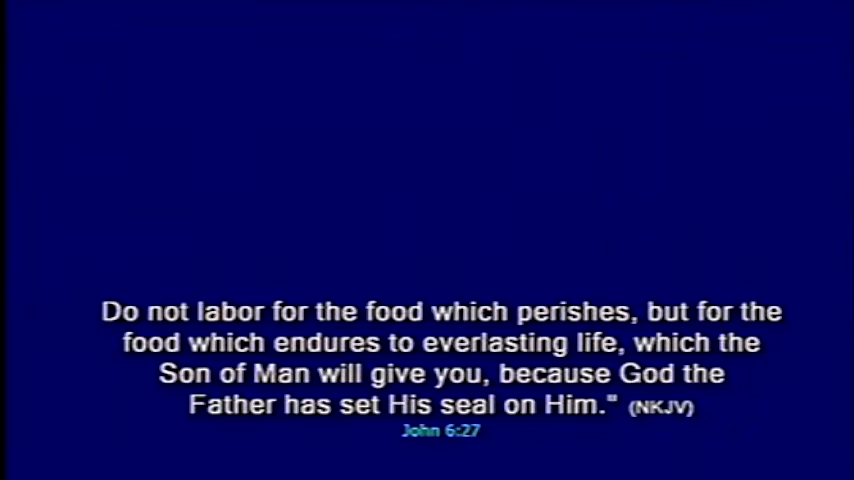 Do not labor for the food which perishes, but for the
food which endures to everlasting life, which the
Son of Man will give you, because God the
Father has set His seal on Him." (NKJV)
John 6:27